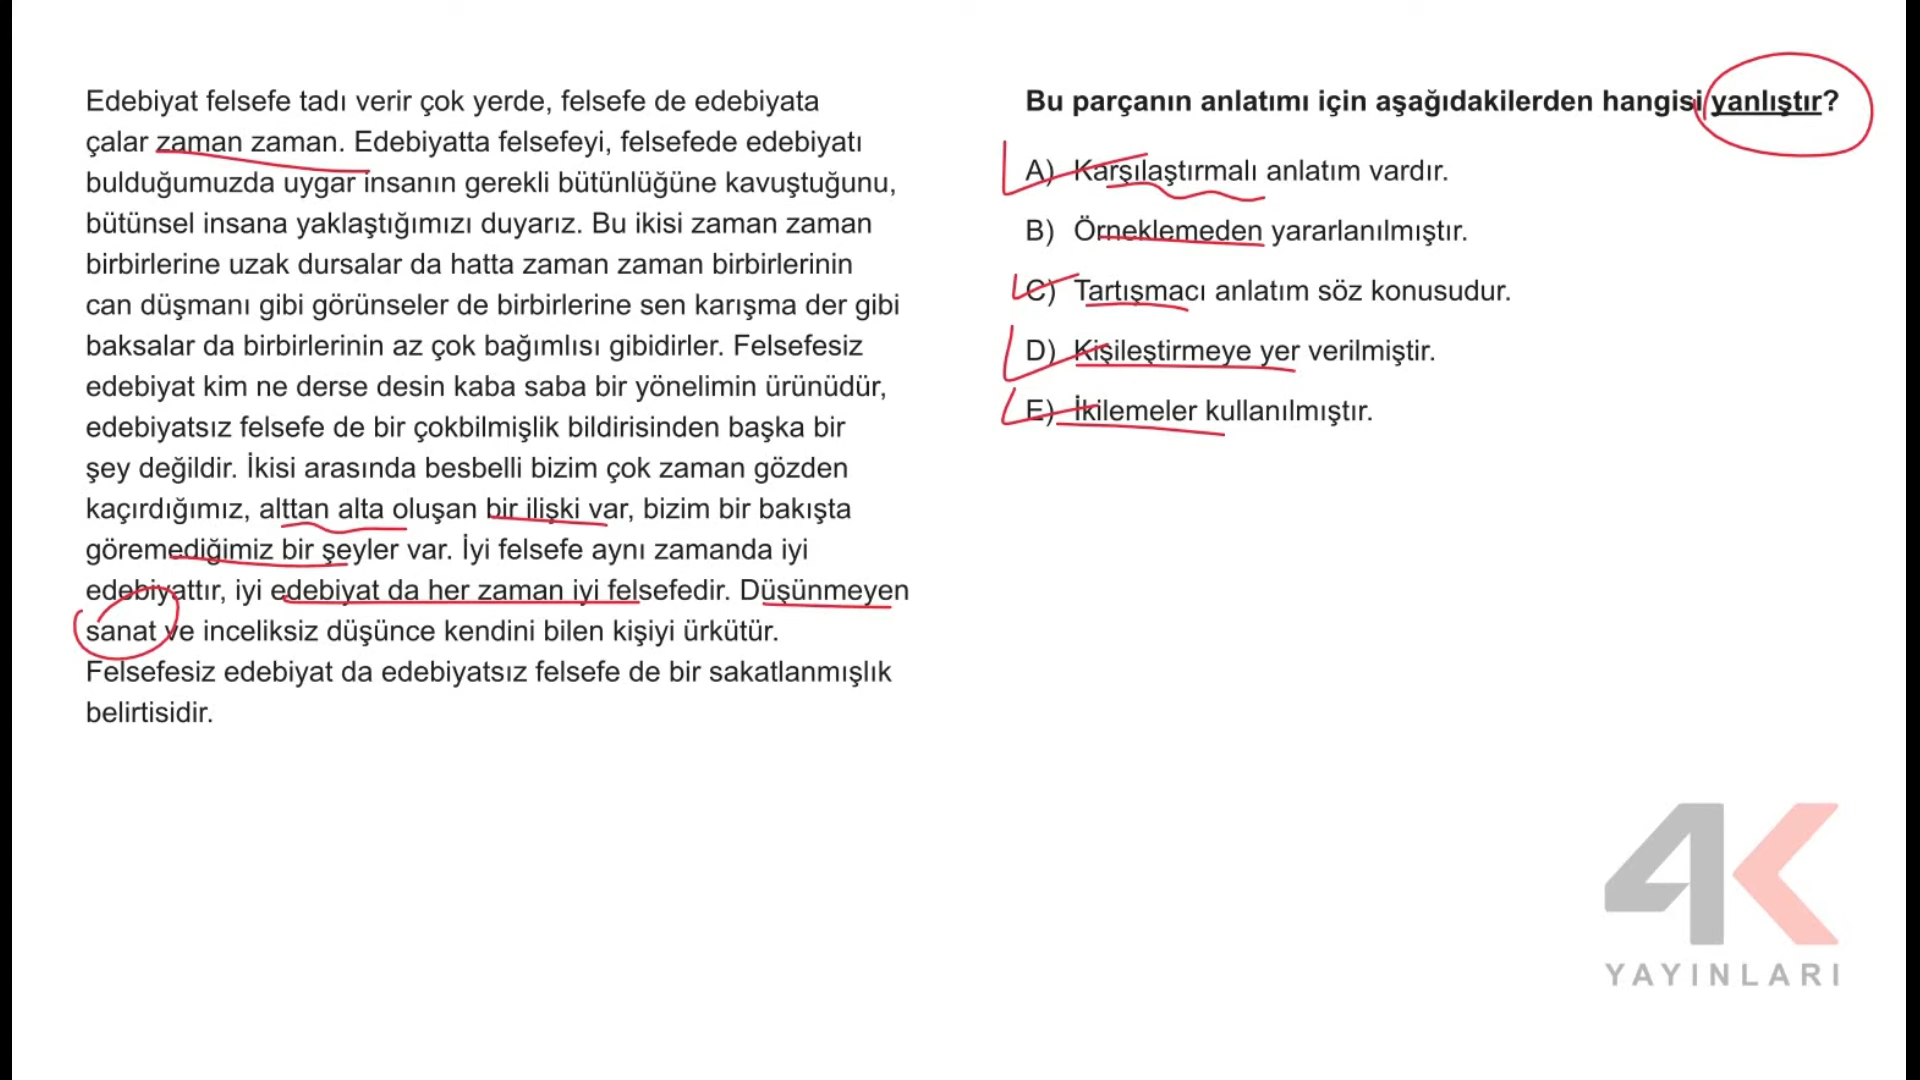 Edebiyat felsefe tadı verir çok yerde, felsefe de edebiyata
çalar zaman zaman. Edebiyatta felsefeyi, felsefede edebiyatı
bulduğumuzda uygar insanın gerekli bütünlüğüne kavuştuğunu,
bütünsel insana yaklaştığımızı duyarız. Bu ikisi zaman zaman
birbirlerine uzak dursalar da hatta zaman zaman birbirlerinin
can düşmanı gibi görünseler de birbirlerine sen karışma der gibi
baksalar da birbirlerinin az çok bağımlısı gibidirler. Felsefesiz
edebiyat kim ne derse desin kaba saba bir yönelimin ürünüdür,
edebiyatsız felsefe de bir çokbilmişlik bildirisinden başka bir
şey değildir. İkisi arasında besbelli bizim çok zaman gözden
kaçırdığımız, alttan alta oluşan bir ilişki var, bizim bir bakışta
göremediğimiz bir şeyler var. İyi felsefe aynı zamanda iyi
edebiyattır, iyi edebiyat da her zaman iyi felsefedir. Düşünmeyen
sanat ve inceliksiz düşünce kendini bilen kişiyi ürkütür.
Felsefesiz edebiyat da edebiyatsız felsefe de bir sakatlanmışlık
belirtisidir.
Bu parçanın anlatımı için aşağıdakilerden hangisi yanlıştır?
A) Karşılaştırmalı anlatım vardır.
B) Örneklemeden yararlanılmıştır.
C) Tartışmacı anlatım söz konusudur.
D) Kişileştirmeye yer verilmiştir.
E) İkilemeler kullanılmıştır.
4K
YAYINLARI